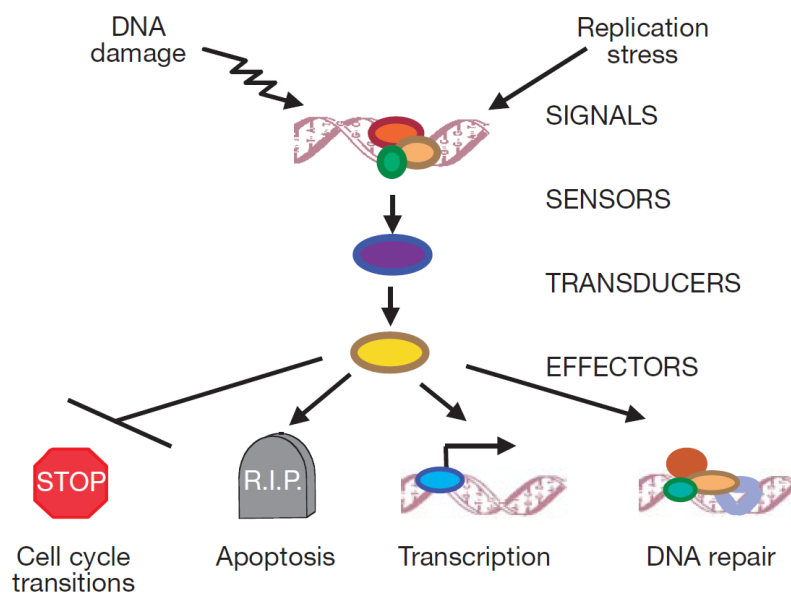 DNA
damage
Replication
stress
SIGNALS
SENSORS
TRANSDUCERS
EFFECTORS
STOP
R.I.P.
Cell cycle
transitions
Apoptosis
Transcription
DNA repair